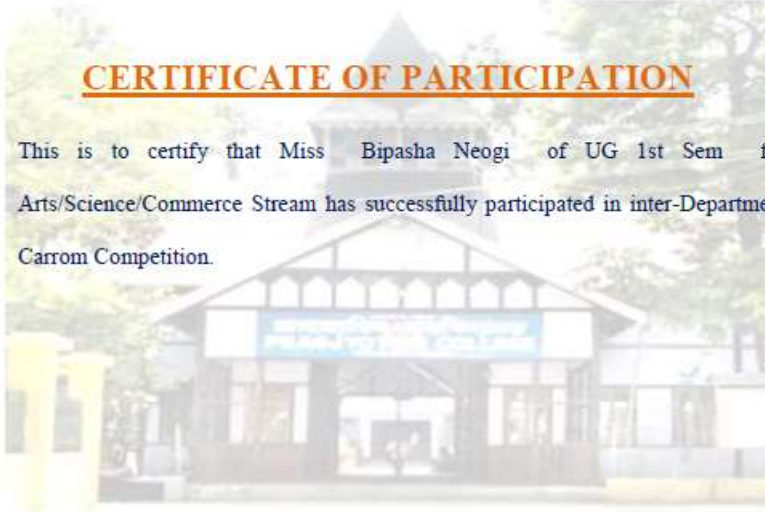 CERTIFICATE OF PARTICIPATION
This is to certify that Miss Bipasha Neogi of UG 1st Sem
Arts/Science/Commerce Stream has successfully participated in inter-Departme
Carrom Competition.
COLLEGE